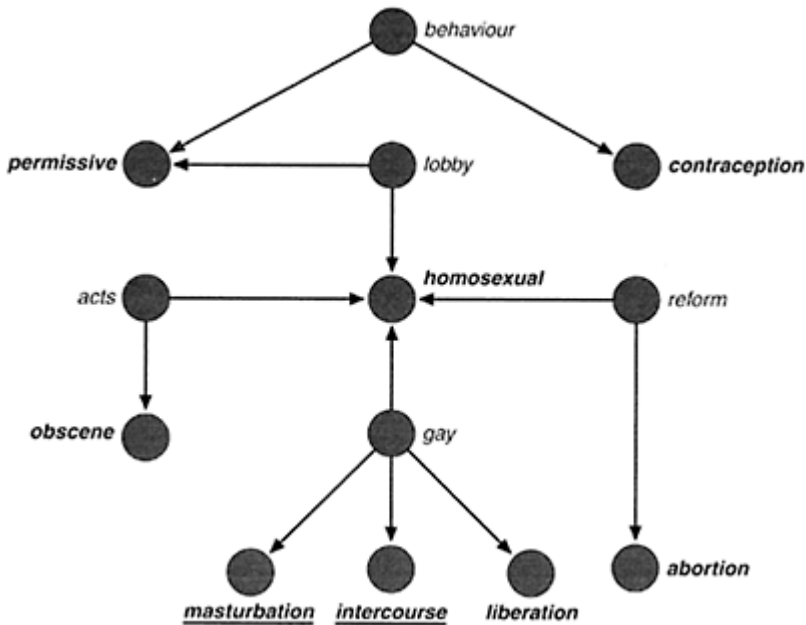 behaviour
permissive
lobby
contraception
homosexual
acts
reform
obscene
gay
masturbation
intercourse
liberation
abortion